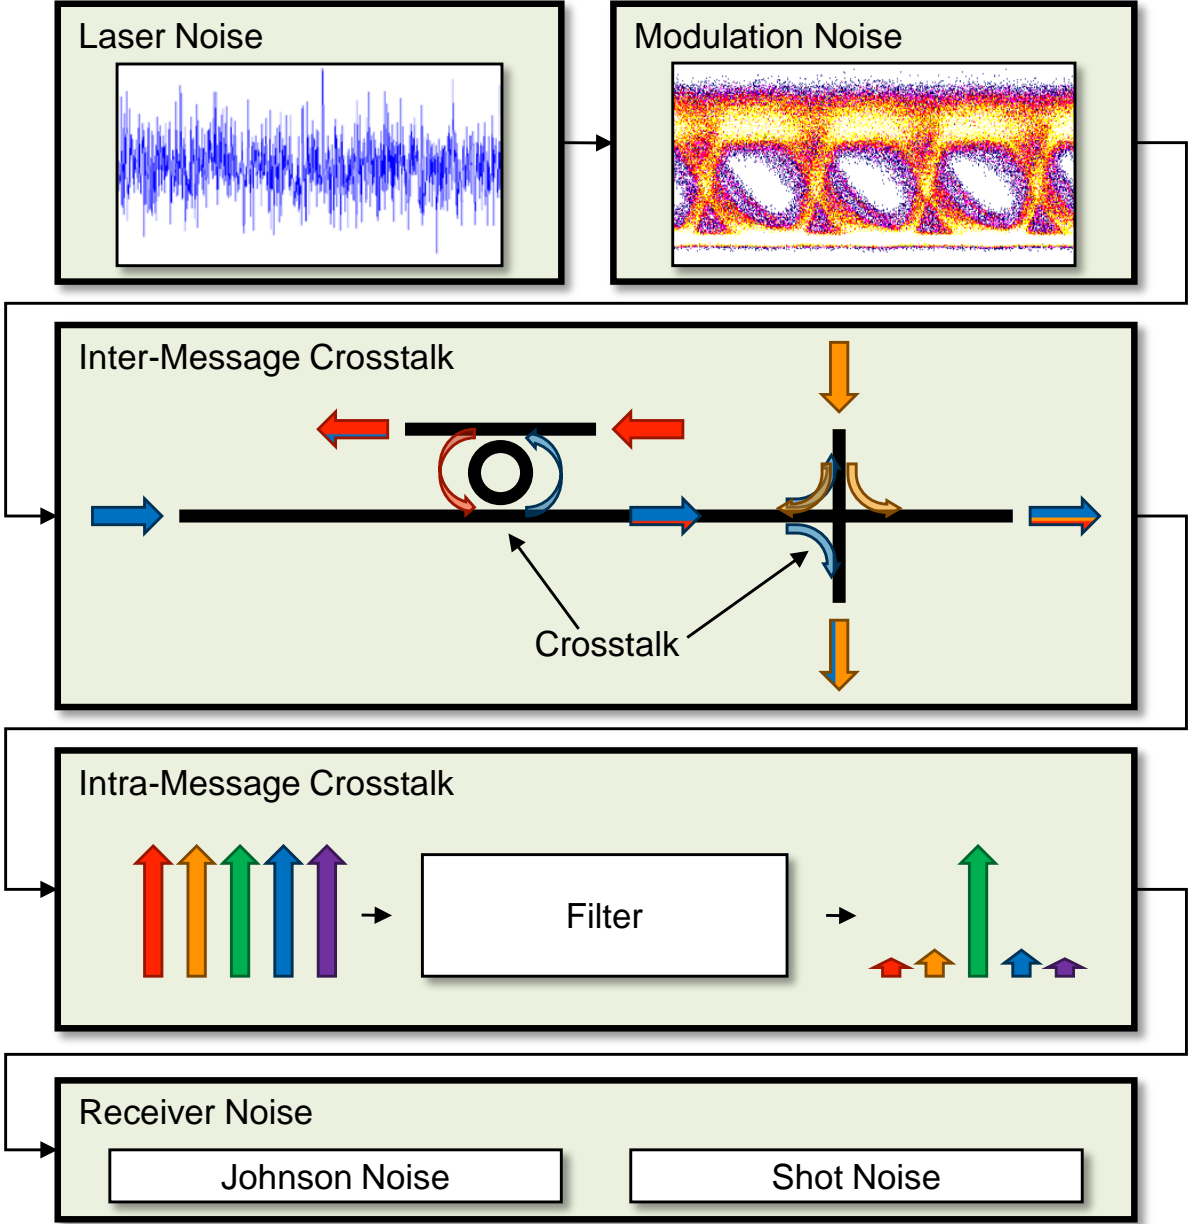 Laser Noise
Modulation Noise
Inter-Message Crosstalk
Crosstalk
Intra-Message Crosstalk
Filter
Receiver Noise
Johnson Noise
Shot Noise